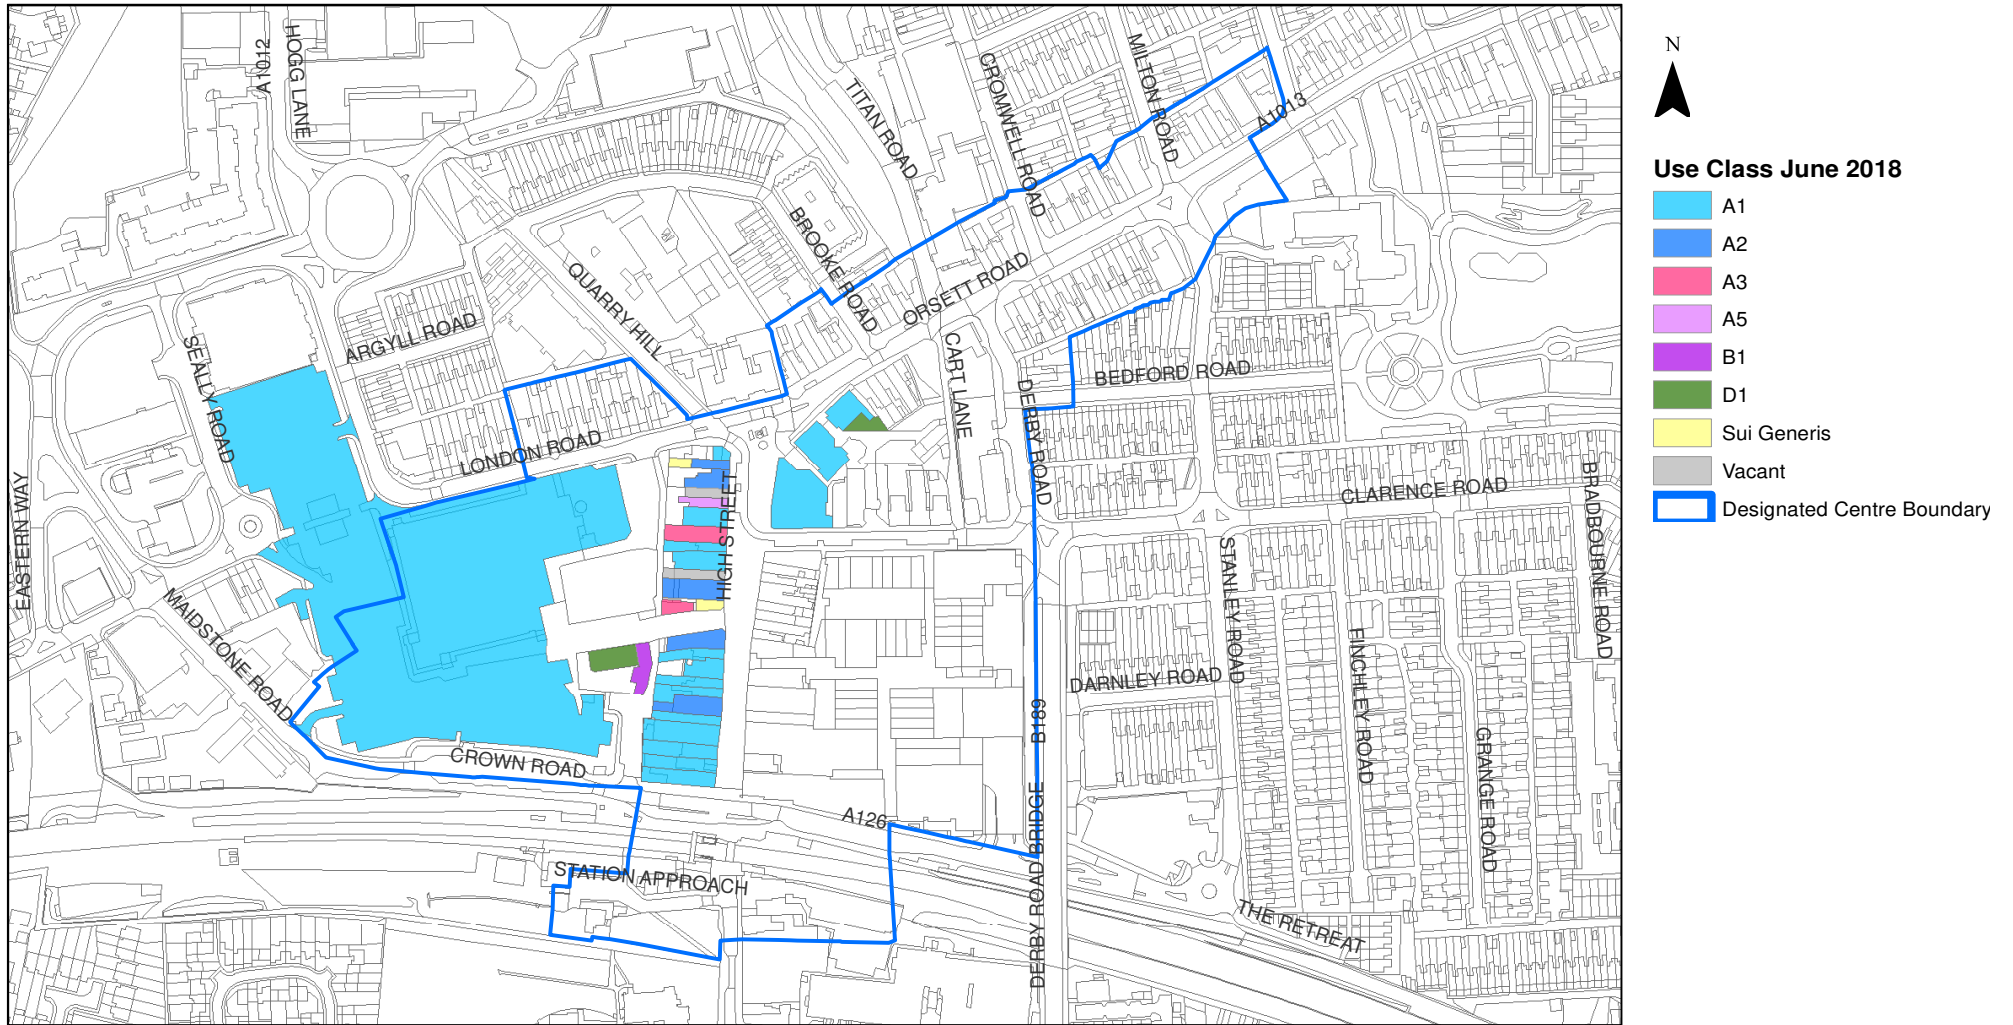 A1012
HOGG LANE
TITAN ROAD
CROMWELL ROAD
MILTON ROAD
A1013
BROOKE ROAD
QUARRY HILL
ORSETT ROAD
ARGYLL ROAD
SEALLY ROAD
CART LANE
BEDFORD ROAD
DERBY ROAD
LONDON ROAD
EASTERN WAY
HIGH STREET
CLARENCE ROAD
BRADBOURNE ROAD
MAIDSTONE ROAD
STANLEY ROAD
FINCHLEY ROAD
DARNLEY ROAD
B189
GRANGE ROAD
CROWN ROAD
A126
DERBY ROAD BRIDGE
STATION APPROACH
THE RETREAT
N
Use Class June 2018
A1
A2
A3
A5
B1
D1
Sui Generis
Vacant
Designated Centre Boundary